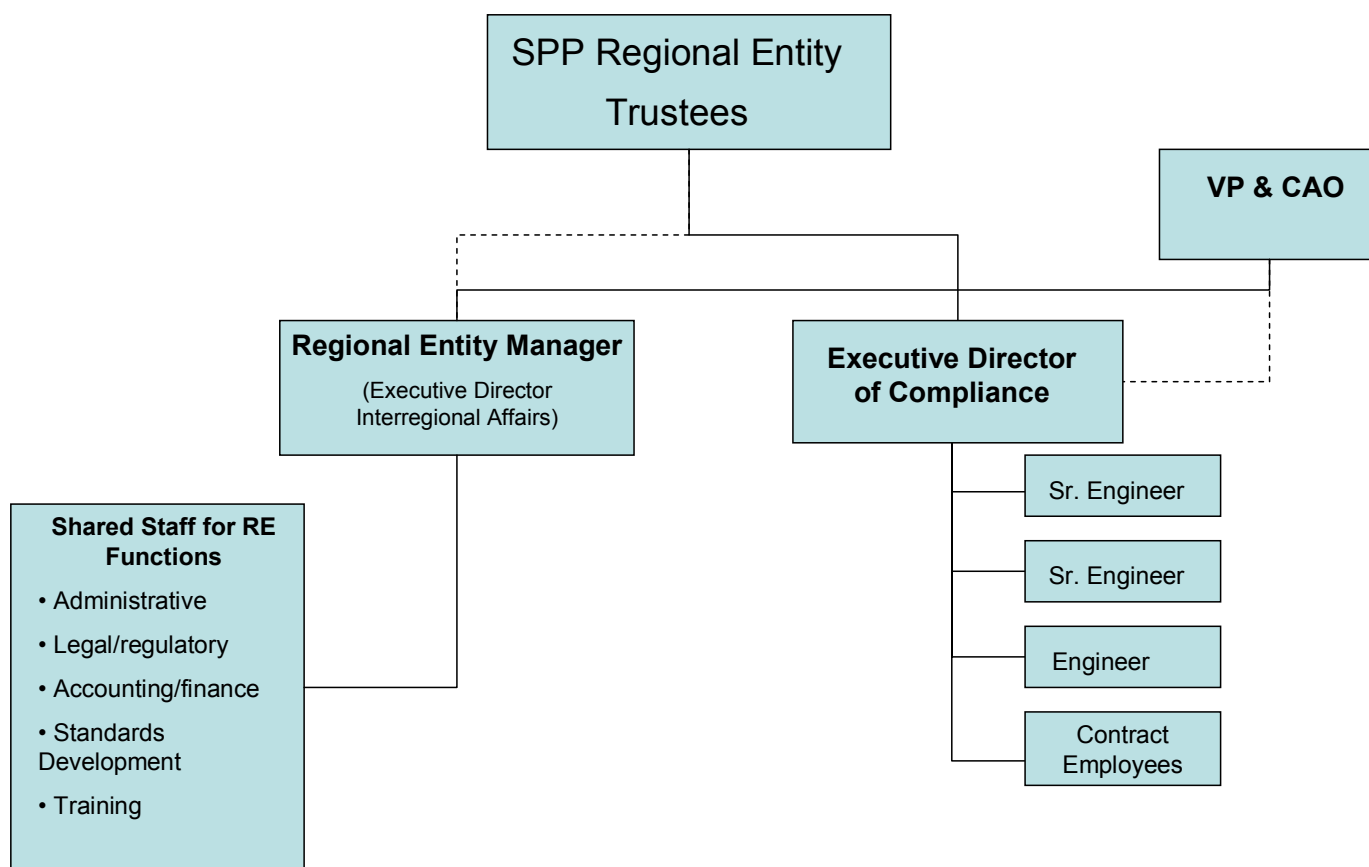 SPP Regional Entity
Trustees
VP & CAO
Regional Entity Manager
(Executive Director
Interregional Affairs)
Executive Director
of Compliance
Sr. Engineer
Sr. Engineer
Engineer
Contract
Employees
Shared Staff for RE
Functions
• Administrative
• Legal/regulatory
• Accounting/finance
• Standards
Development
• Training